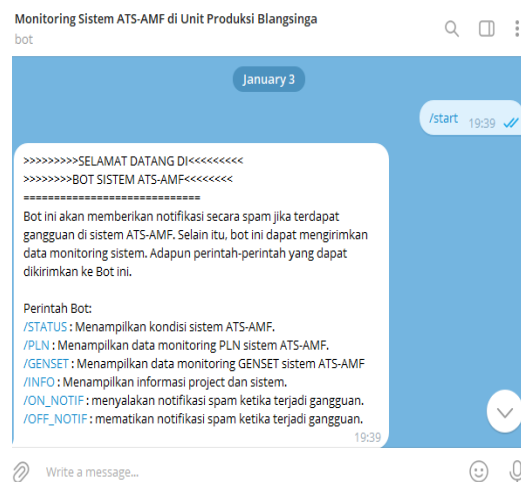 Monitoring Sistem ATS-AMF di Unit Produksi Blangsinga
bot
January 3
/start 19:39
>>>>>>>>>SELAMAT DATANG DI<<<<<<<<<
>>>>>>>>BOT SISTEM ATS-AMF<<<<<<<<
=============================
Bot ini akan memberikan notifikasi secara spam jika terdapat
gangguan di sistem ATS-AMF. Selain itu, bot ini dapat mengirimkan
data monitoring sistem. Adapun perintah-perintah yang dapat
dikirimkan ke Bot ini.
Perintah Bot:
/STATUS : Menampilkan kondisi sistem ATS-AMF.
/PLN : Menampilkan data monitoring PLN sistem ATS-AMF.
/GENSET : Menampilkan data monitoring GENSET sistem ATS-AMF
/INFO : Menampilkan informasi project dan sistem.
/ON_NOTIF : menyalakan notifikasi spam ketika terjadi gangguan.
/OFF_NOTIF : mematikan notifikasi spam ketika terjadi gangguan.
19:39
Write a message...